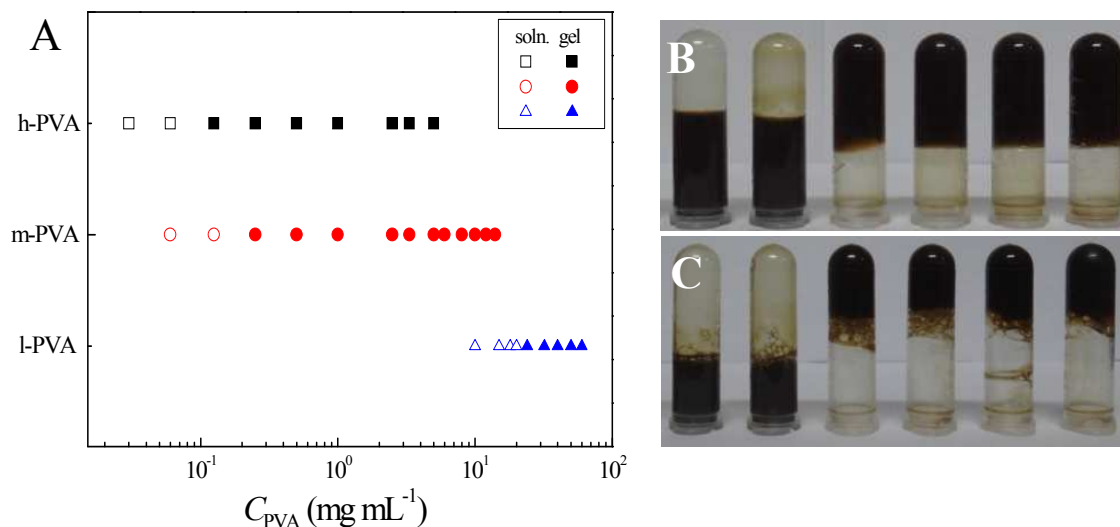 A
soln. gel
h-PVA
m-PVA
l-PVA
10⁻¹ 10⁰ 10¹ 10²
C_PVA (mg mL⁻¹)
B
C